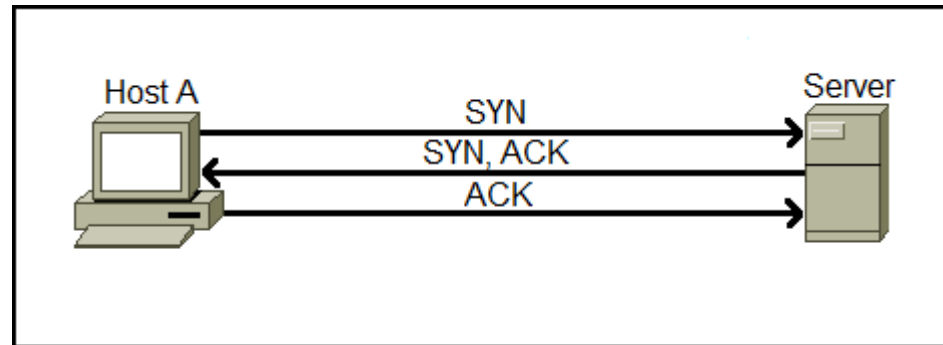 Host A
Server
SYN
SYN, ACK
ACK